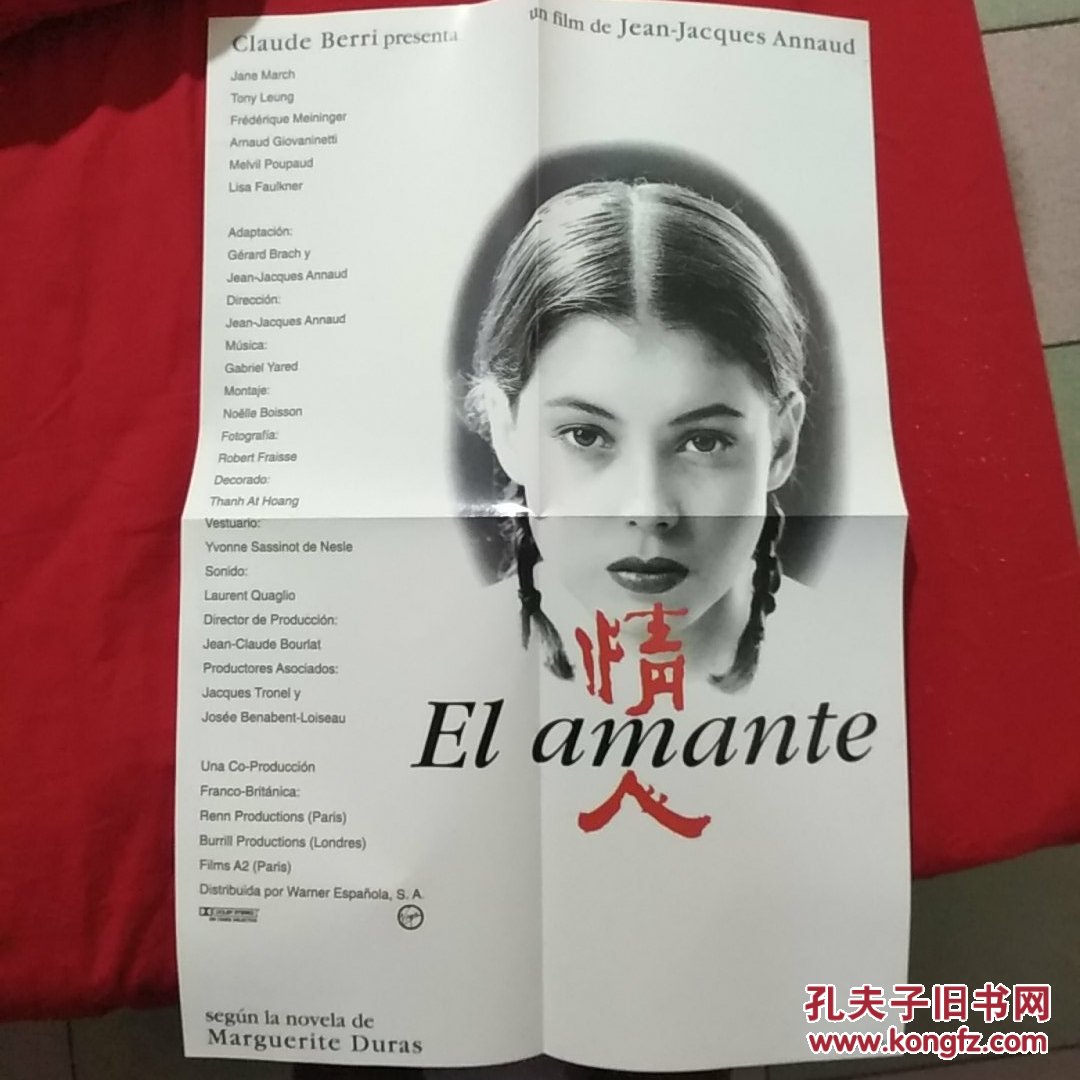 Claude Berri presenta
un film de Jean-Jacques Annaud
Jane March
Tony Leung
Frédérique Meininger
Arnaud Giovaninetti
Melvil Poupaud
Lisa Faulkner
Adaptación:
Gérard Brach y
Jean-Jacques Annaud
Dirección:
Jean-Jacques Annaud
Música:
Gabriel Yared
Montaje:
Noëlle Boisson
Fotografía:
Robert Fraisse
Decorado:
Thanh At Hoang
Vestuario:
Yvonne Sassinot de Nesle
Sonido:
Laurent Quaglio
Director de Producción:
Jean-Claude Bourlat
Productores Asociados:
Jacques Tronel y
Josée Benabent-Loiseau
Una Co-Producción
Franco-Británica:
Renn Productions (Paris)
Burrill Productions (Londres)
Films A2 (Paris)
Distribuida por Warner Española, S. A.
DOLBY STEREO
Virgin
情
El amante
人
según la novela de
Marguerite Duras
孔夫子旧书网
www.kongfz.com